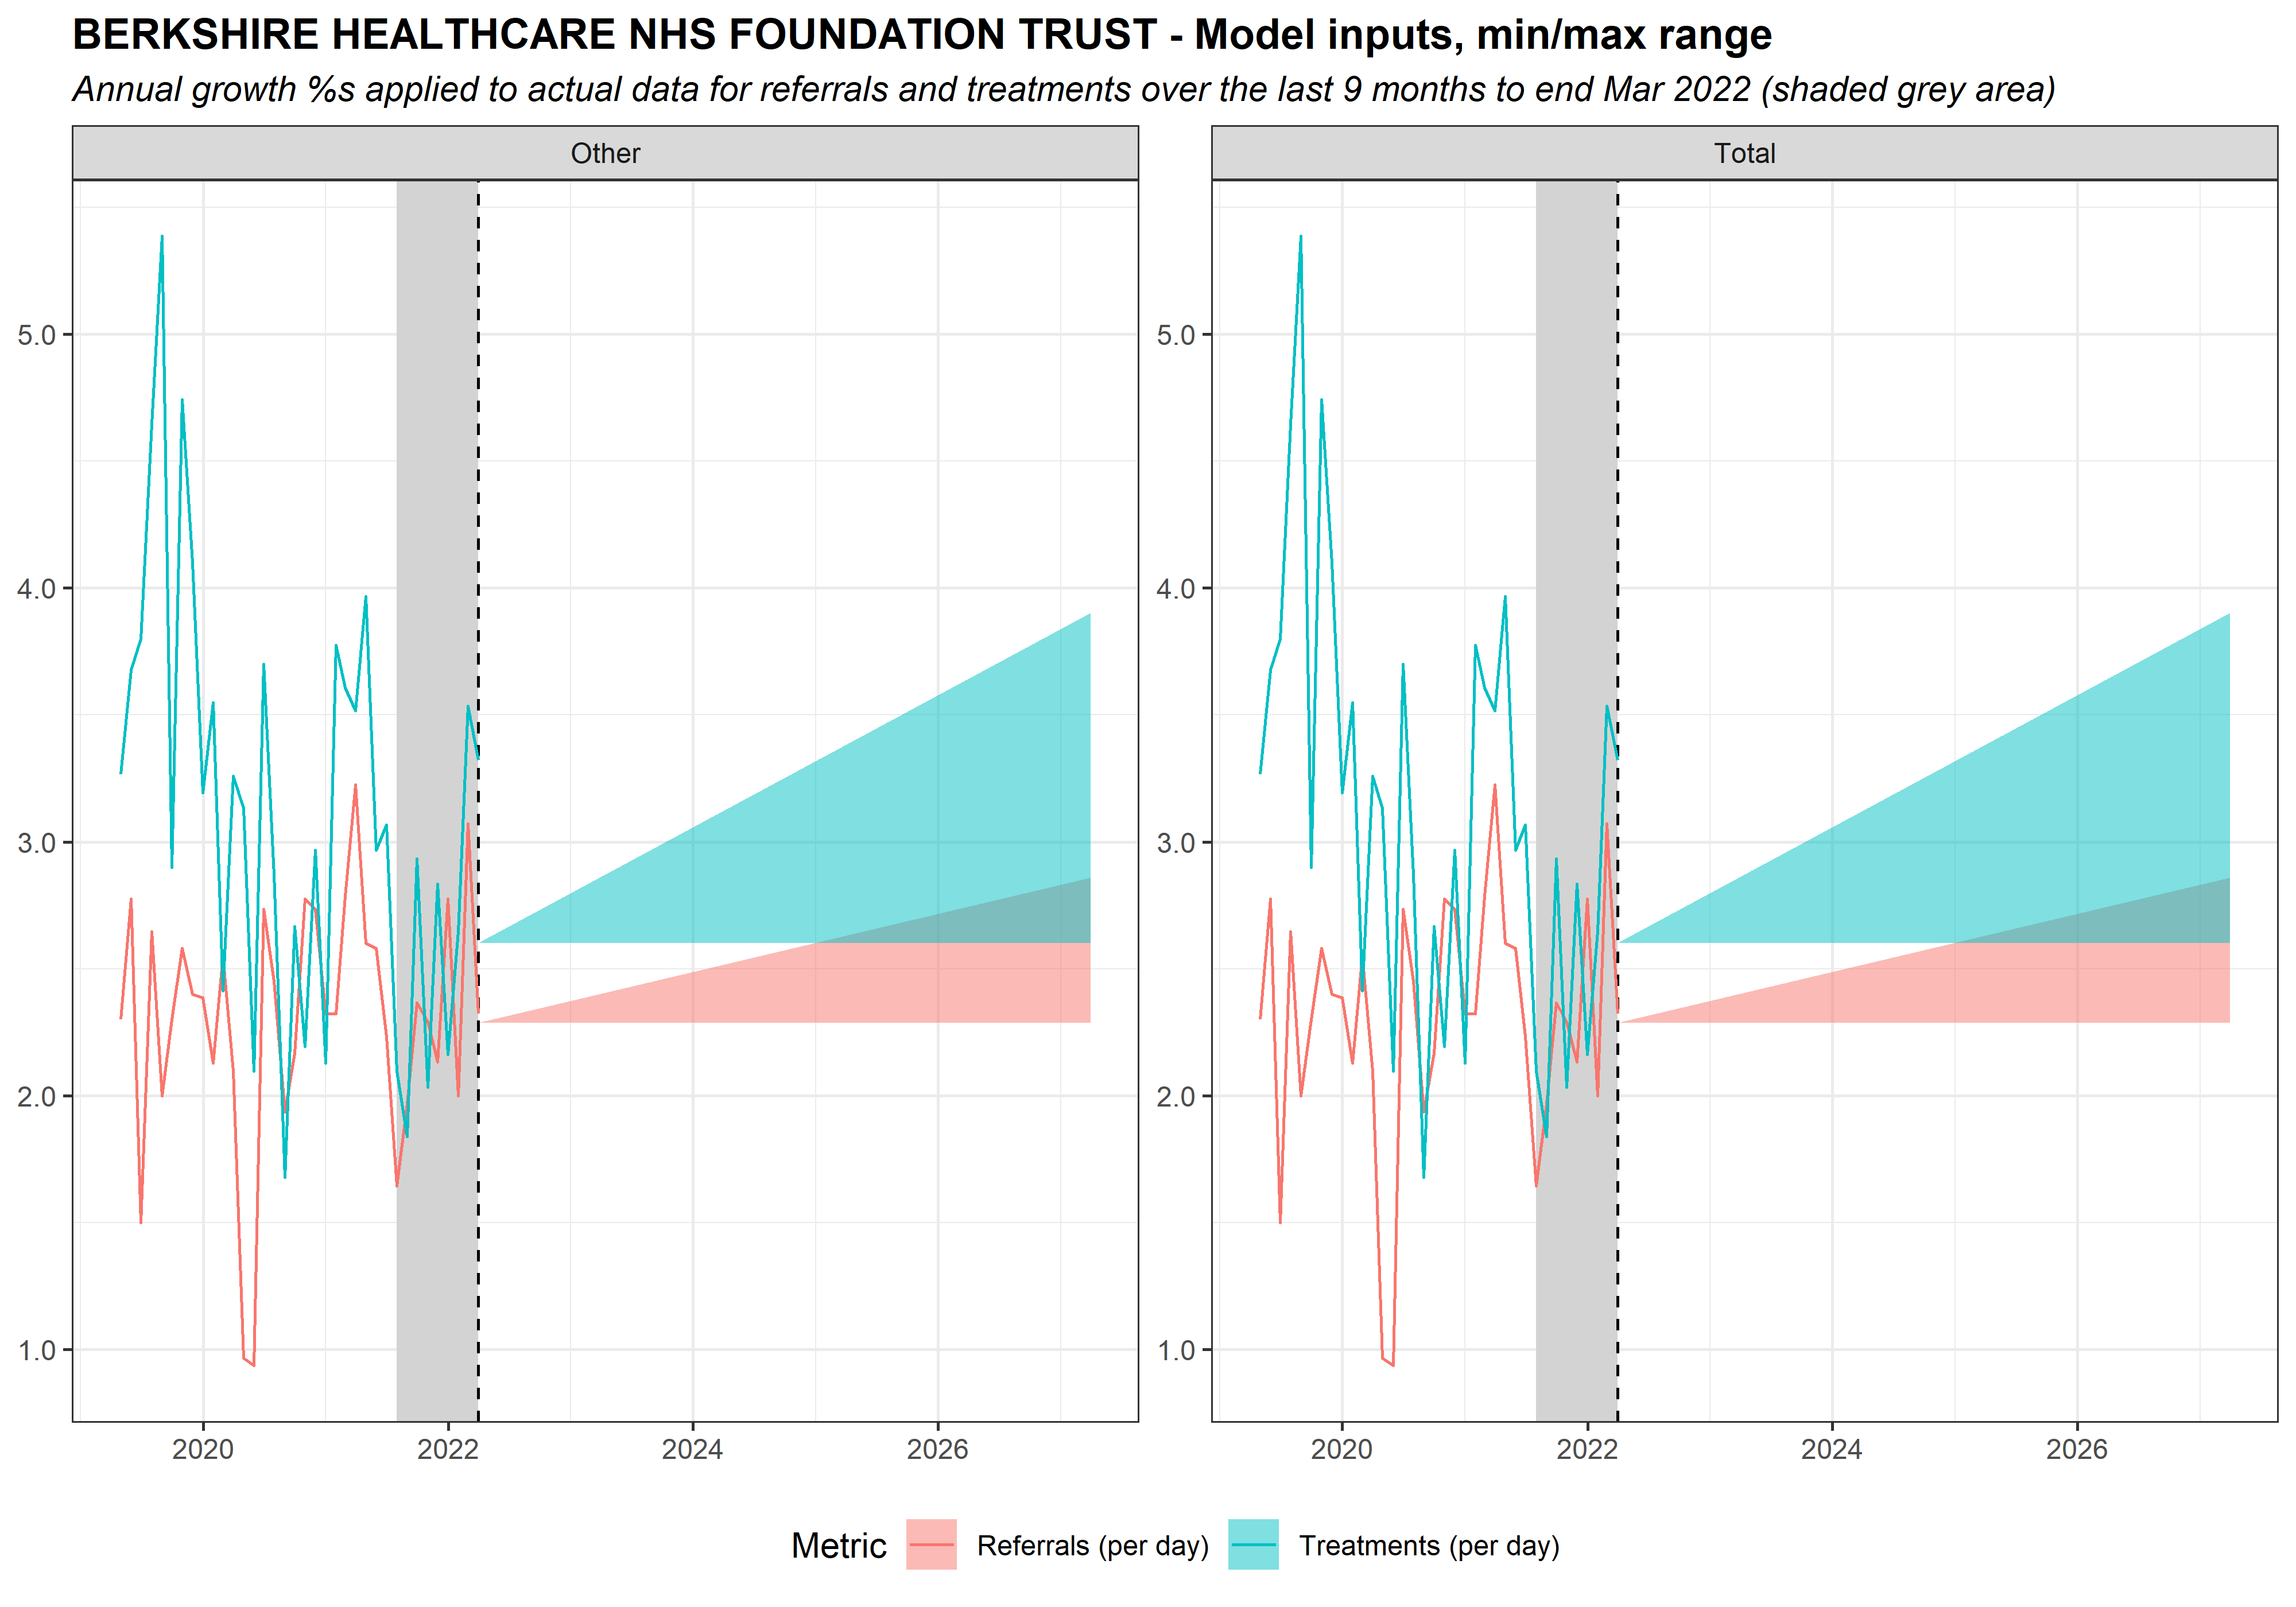 BERKSHIRE HEALTHCARE NHS FOUNDATION TRUST - Model inputs, min/max range
Annual growth %s applied to actual data for referrals and treatments over the last 9 months to end Mar 2022 (shaded grey area)
Other
Total
5.0
4.0
3.0
2.0
1.0
5.0
4.0
3.0
2.0
1.0
2020 2022 2024 2026
2020 2022 2024 2026
Metric Referrals (per day) Treatments (per day)